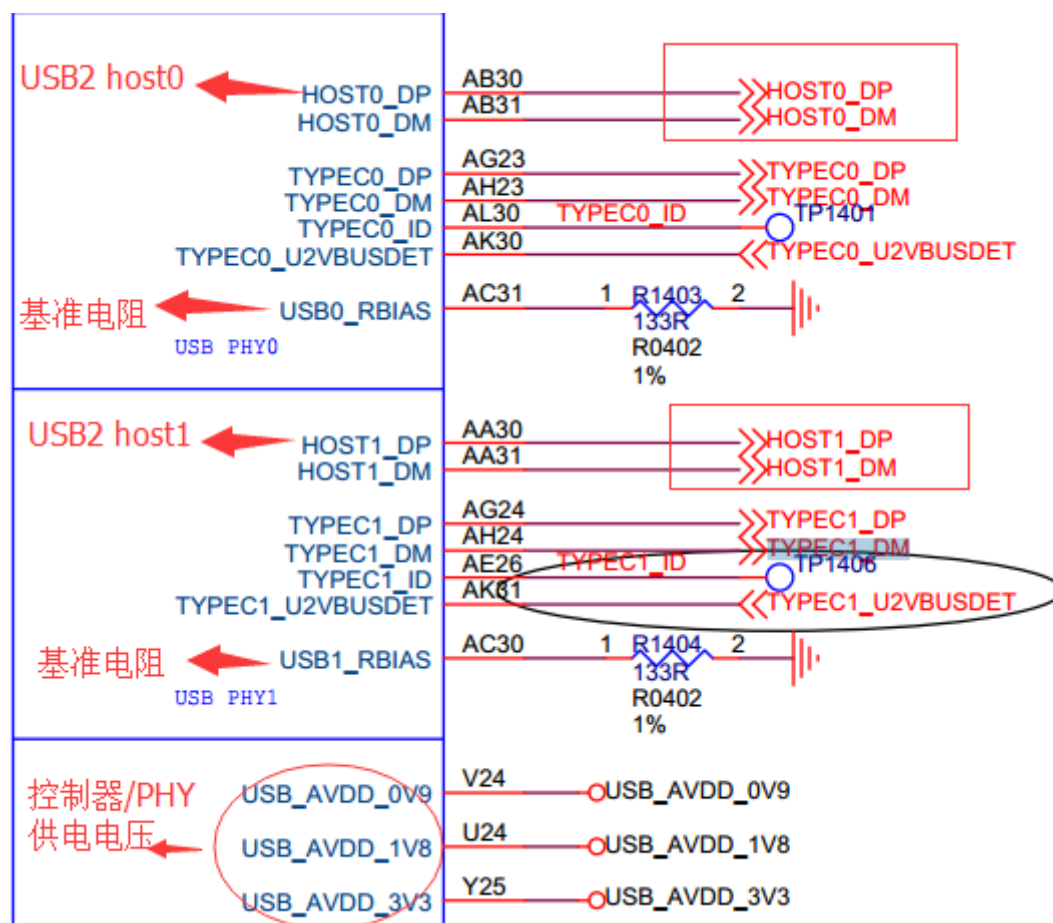 USB2 host0
HOST0_DP AB30 HOST0_DP
HOST0_DM AB31 HOST0_DM
TYPEC0_DP AG23 TYPEC0_DP
TYPEC0_DM AH23 TYPEC0_DM
TYPEC0_ID AL30 TYPEC0_ID TP1401
TYPEC0_U2VBUSDET AK30 TYPEC0_U2VBUSDET
基准电阻 USB0_RBIAS AC31 1 R1403 2
133R
R0402
1%
USB PHY0
USB2 host1
HOST1_DP AA30 HOST1_DP
HOST1_DM AA31 HOST1_DM
TYPEC1_DP AG24 TYPEC1_DP
TYPEC1_DM AH24 TYPEC1_DM
TYPEC1_ID AE26 TYPEC1_ID TP1406
TYPEC1_U2VBUSDET AK31 TYPEC1_U2VBUSDET
基准电阻 USB1_RBIAS AC30 1 R1404 2
133R
R0402
1%
USB PHY1
控制器/PHY
供电电压
USB_AVDD_0V9 V24 USB_AVDD_0V9
USB_AVDD_1V8 U24 USB_AVDD_1V8
USB_AVDD_3V3 Y25 USB_AVDD_3V3